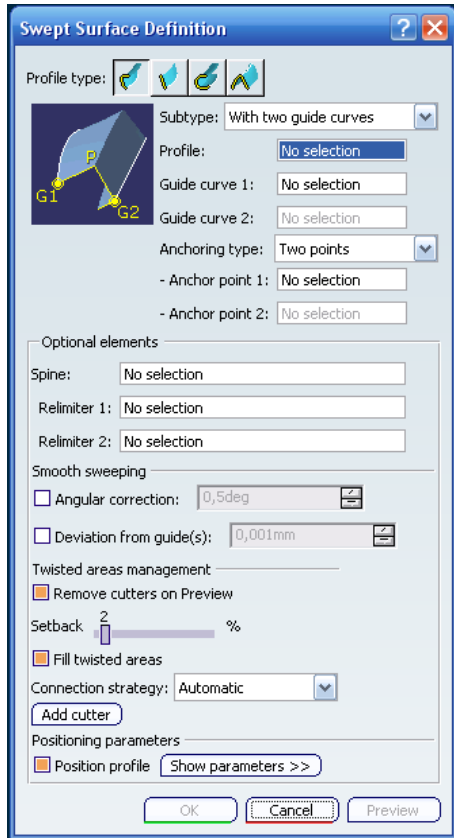 Swept Surface Definition
Profile type:
Subtype: With two guide curves
P
G1
G2
Profile: No selection
Guide curve 1: No selection
Guide curve 2: No selection
Anchoring type: Two points
- Anchor point 1: No selection
- Anchor point 2: No selection
Optional elements
Spine: No selection
Relimiter 1: No selection
Relimiter 2: No selection
Smooth sweeping
Angular correction: 0,5deg
Deviation from guide(s): 0,001mm
Twisted areas management
Remove cutters on Preview
Setback 2 %
Fill twisted areas
Connection strategy: Automatic
Add cutter
Positioning parameters
Position profile Show parameters >>
OK Cancel Preview